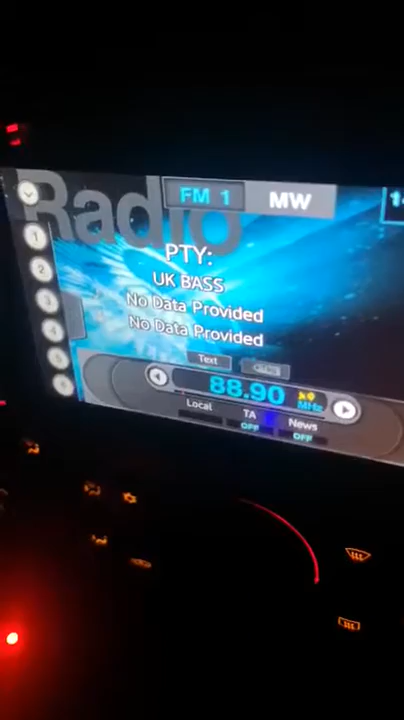 Radio
FM 1 MW
PTY:
1
UK BASS
2
No Data Provided
3
No Data Provided
4
Text
5
88.90 MHz
6
Local TA News
OFF OFF